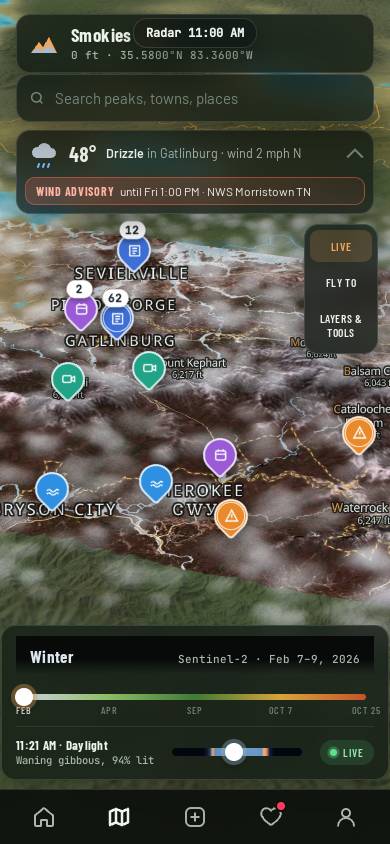 Smokies
Radar 11:00 AM
0 ft · 35.5800°N 83.3600°W
Search peaks, towns, places
48° Drizzle in Gatlinburg · wind 2 mph N
WIND ADVISORY until Fri 1:00 PM · NWS Morristown TN
LIVE
FLY TO
LAYERS &
TOOLS
12
SEVIERVILLE
2
62
GATLINBURG
Kephart
6,217 ft
Balsam C
6,043
Catalooche
6,247 ft
Waterrock
RYSON CITY
Winter
Sentinel-2 · Feb 7–9, 2026
FEB
APR
SEP
OCT 7
OCT 25
11:21 AM · Daylight
Waning gibbous, 94% lit
LIVE